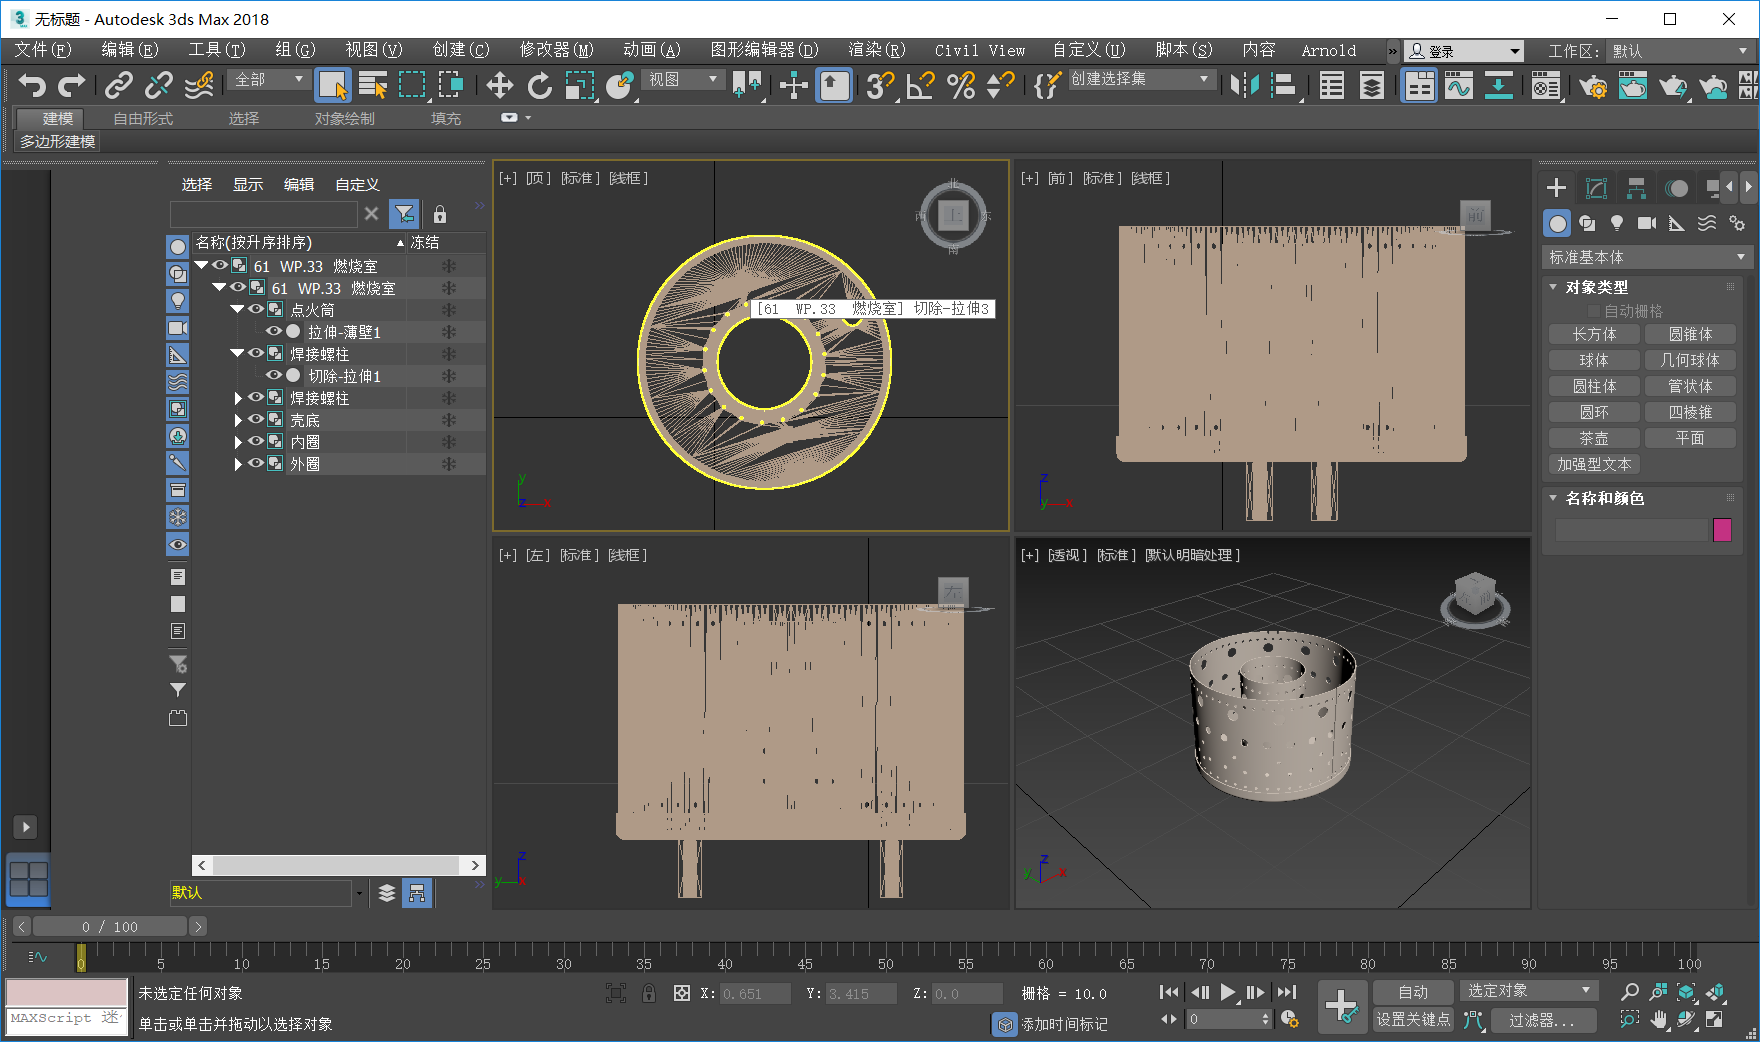 无标题 - Autodesk 3ds Max 2018
文件(F) 编辑(E) 工具(T) 组(G) 视图(V) 创建(C) 修改器(M) 动画(A) 图形编辑器(D) 渲染(R) Civil View 自定义(U) 脚本(S) 内容 Arnold » 登录 工作区: 默认
全部 视图 创建选择集
建模 自由形式 选择 对象绘制 填充
多边形建模
选择 显示 编辑 自定义
名称(按升序排序) 冻结
61 WP.33 燃烧室
61 WP.33 燃烧室
点火筒
拉伸-薄壁1
焊接螺柱
切除-拉伸1
焊接螺柱
壳底
内圈
外圈
默认
[+] [顶] [标准] [线框]
上
北
西
东
南
[61 WP.33 燃烧室] 切除-拉伸3
y
z x
[+] [前] [标准] [线框]
前
z
y x
[+] [左] [标准] [线框]
左
z
y x
[+] [透视] [标准] [默认明暗处理]
z
y x
标准基本体
对象类型
自动栅格
长方体 圆锥体
球体 几何球体
圆柱体 管状体
圆环 四棱锥
茶壶 平面
加强型文本
名称和颜色
0 / 100
0 5 10 15 20 25 30 35 40 45 50 55 60 65 70 75 80 85 90 95 100
未选定任何对象
X: 0.651 Y: 3.415 Z: 0.0 栅格 = 10.0
自动 选定对象
MAXScript 迷
单击或单击并拖动以选择对象
添加时间标记
0
设置关键点 过滤器...